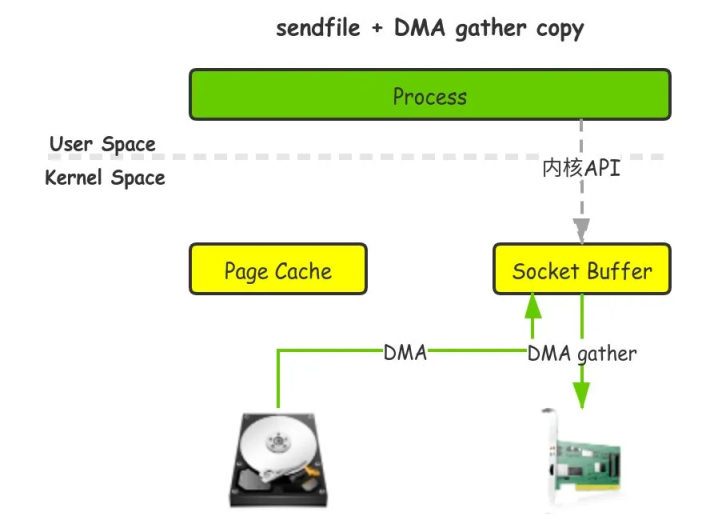 sendfile + DMA gather copy
Process
User Space
内核API
Kernel Space
Page Cache
Socket Buffer
DMA
DMA gather